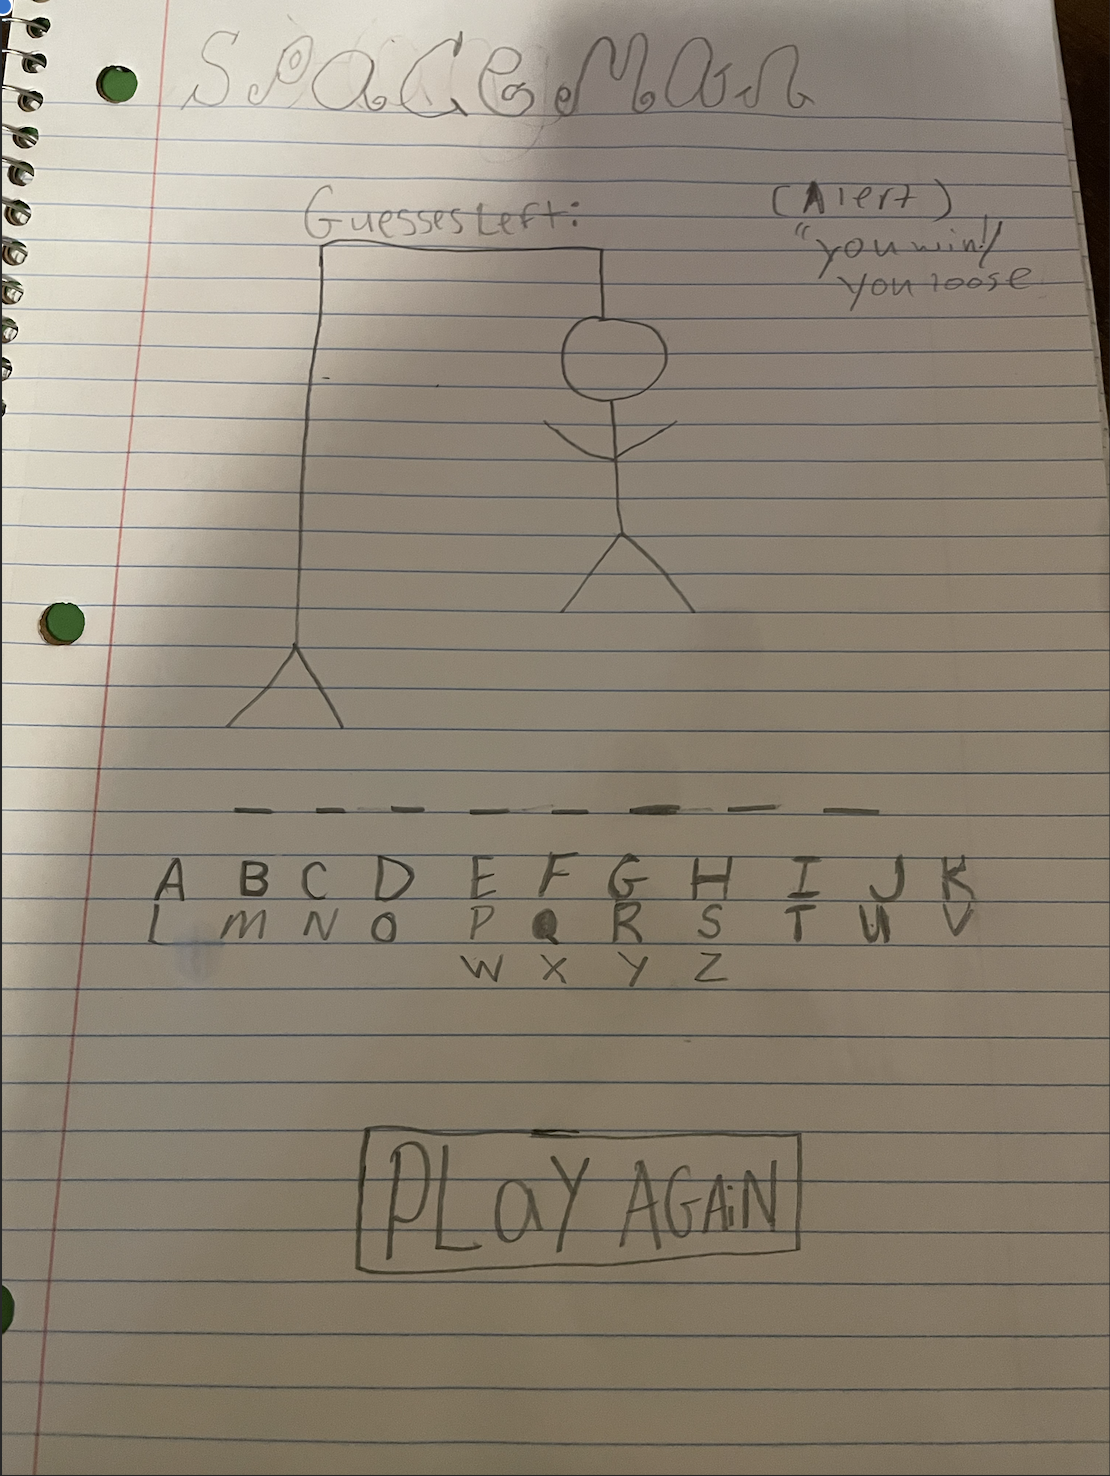 SPaCeMan
Guesses Left:
(Alert)
"you win!/
you loose
A B C D E F G H I J K
L M N O P Q R S T U V
W X Y Z
PLaY AGAiN